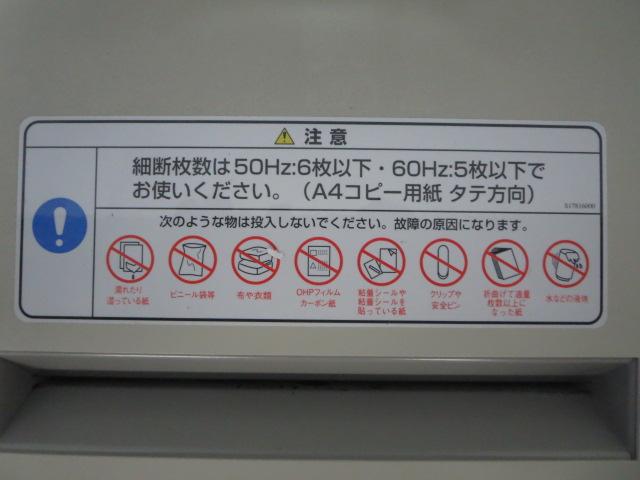 注意
細断枚数は50Hz:6枚以下・60Hz:5枚以下で
お使いください。（A4コピー用紙 タテ方向）
S17816000
次のような物は投入しないでください。故障の原因になります。
濡れたり
湿っている紙
ビニール袋等
布や衣類
OHPフィルム
カーボン紙
粘着シールや
粘着シールを
貼っている紙
クリップや
安全ピン
折曲げて適量
枚数以上に
なった紙
水などの液体